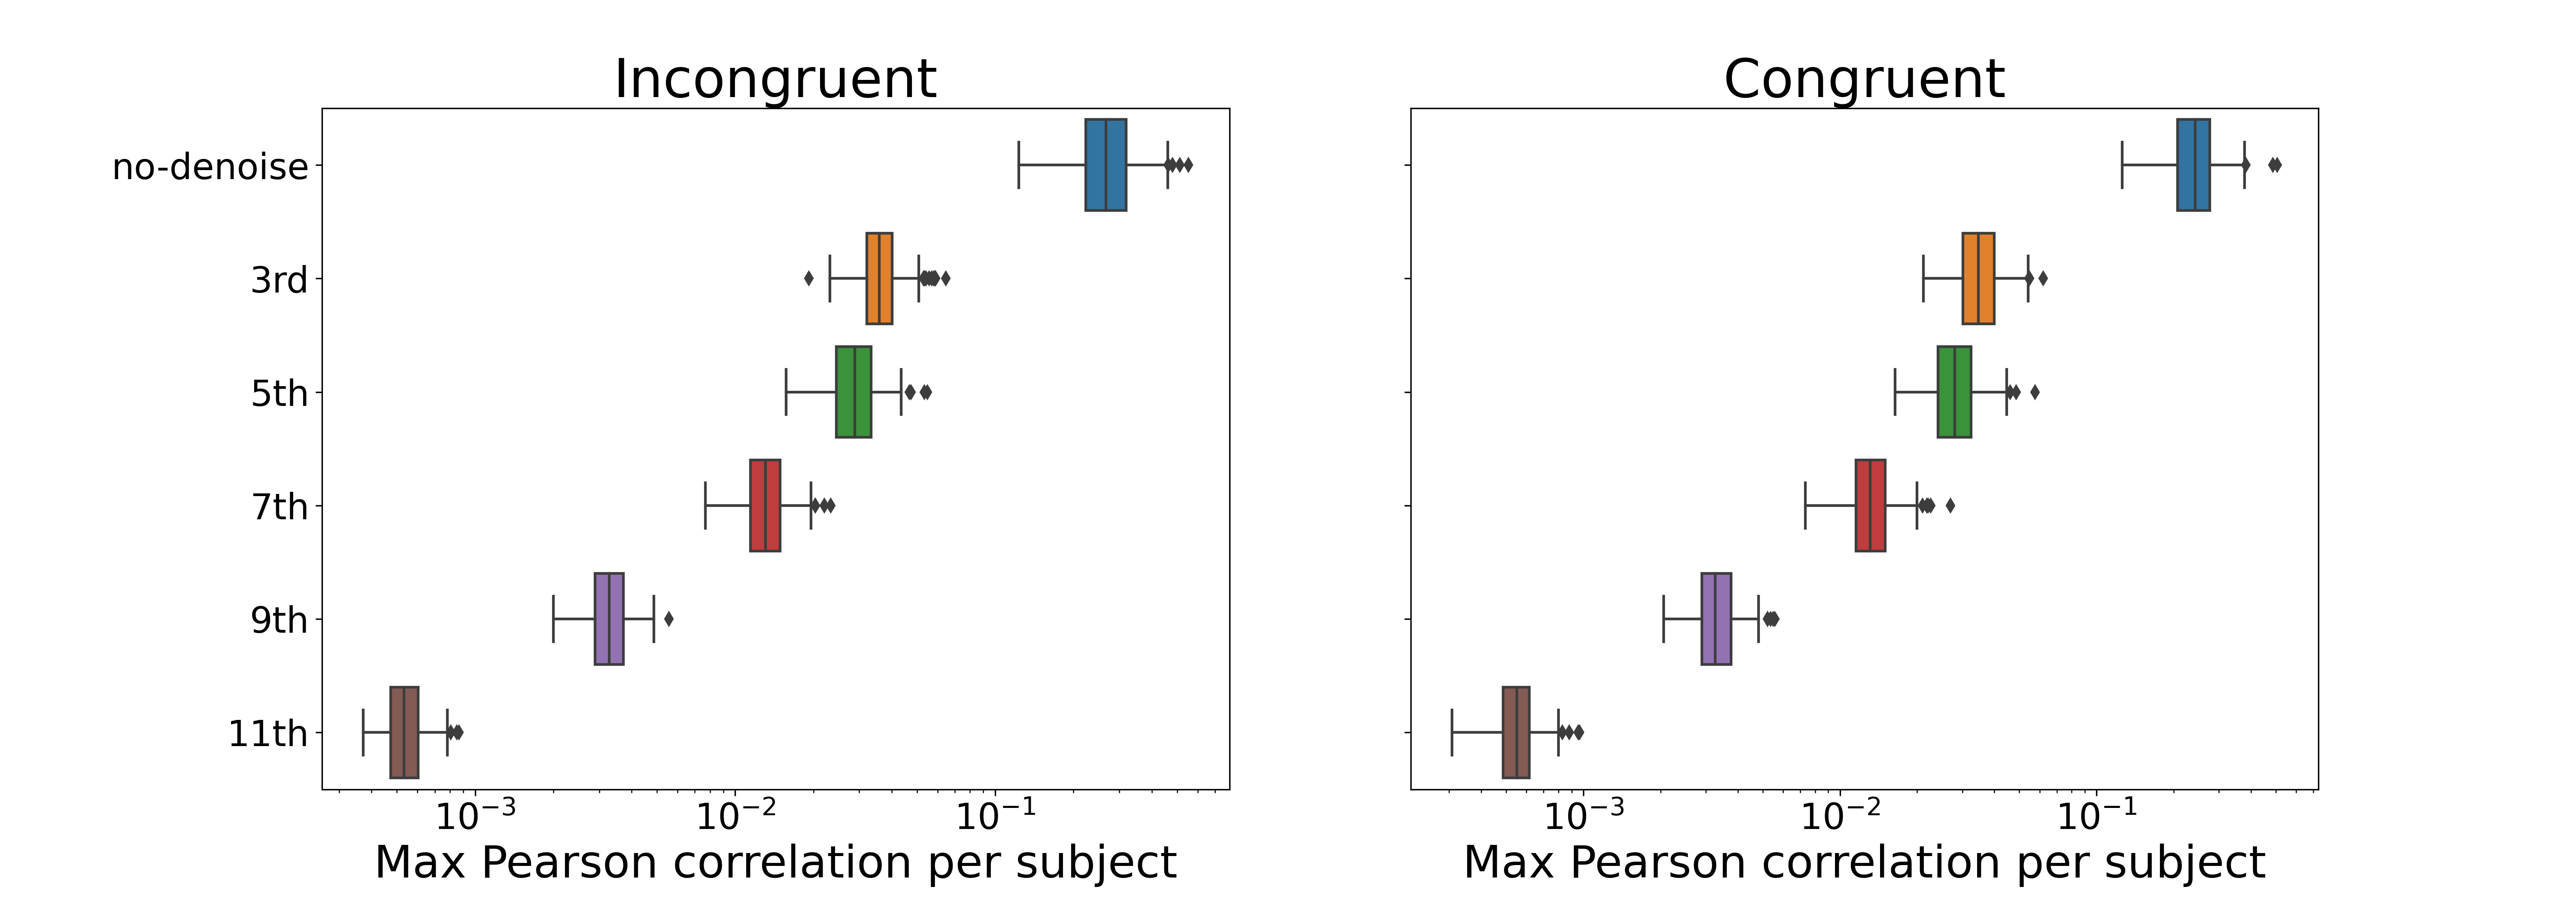 Incongruent
Congruent
no-denoise
3rd
5th
7th
9th
11th
10⁻³ 10⁻² 10⁻¹
10⁻³ 10⁻² 10⁻¹
Max Pearson correlation per subject
Max Pearson correlation per subject